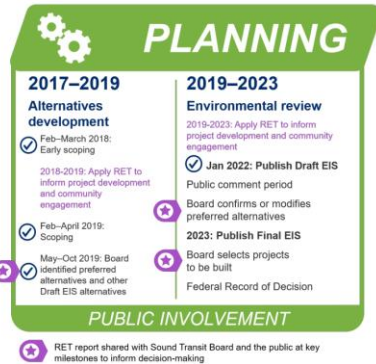 PLANNING
2017–2019
Alternatives
development
Feb–March 2018:
Early scoping
2018-2019: Apply RET to
inform project development
and community
engagement
Feb–April 2019:
Scoping
May–Oct 2019: Board
identified preferred
alternatives and other
Draft EIS alternatives
2019–2023
Environmental review
2019-2023: Apply RET to inform
project development and community
engagement
Jan 2022: Publish Draft EIS
Public comment period
Board confirms or modifies
preferred alternatives
2023: Publish Final EIS
Board selects projects
to be built
Federal Record of Decision
PUBLIC INVOLVEMENT
RET report shared with Sound Transit Board and the public at key
milestones to inform decision-making